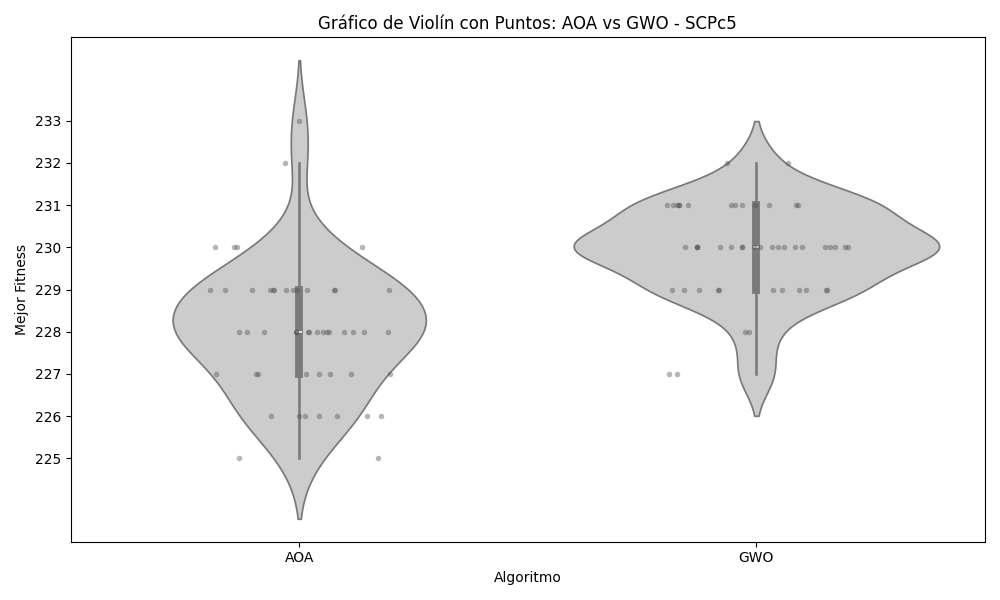 Gráfico de Violín con Puntos: AOA vs GWO - SCPc5
Mejor Fitness
233
232
231
230
229
228
227
226
225
AOA
GWO
Algoritmo